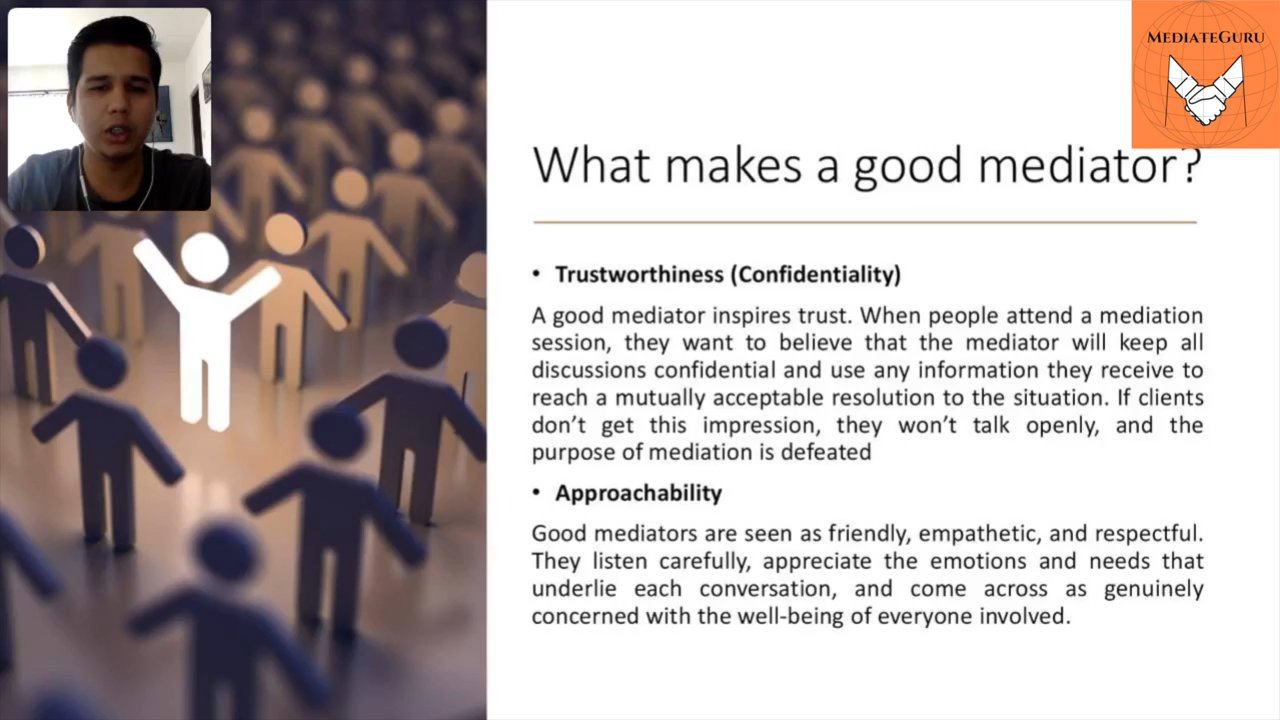 MEDIATEGURU
What makes a good mediator?
• Trustworthiness (Confidentiality)
A good mediator inspires trust. When people attend a mediation
session, they want to believe that the mediator will keep all
discussions confidential and use any information they receive to
reach a mutually acceptable resolution to the situation. If clients
don’t get this impression, they won’t talk openly, and the
purpose of mediation is defeated
• Approachability
Good mediators are seen as friendly, empathetic, and respectful.
They listen carefully, appreciate the emotions and needs that
underlie each conversation, and come across as genuinely
concerned with the well-being of everyone involved.